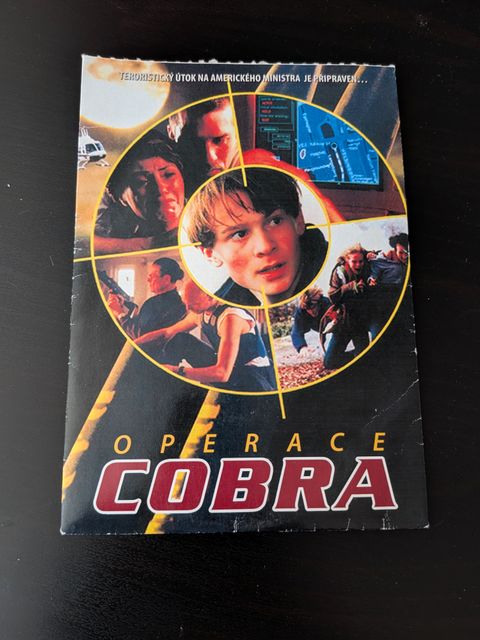 TERORISTICKÝ ÚTOK NA AMERICKÉHO MINISTRA JE PŘIPRAVEN...
OPERACE
COBRA